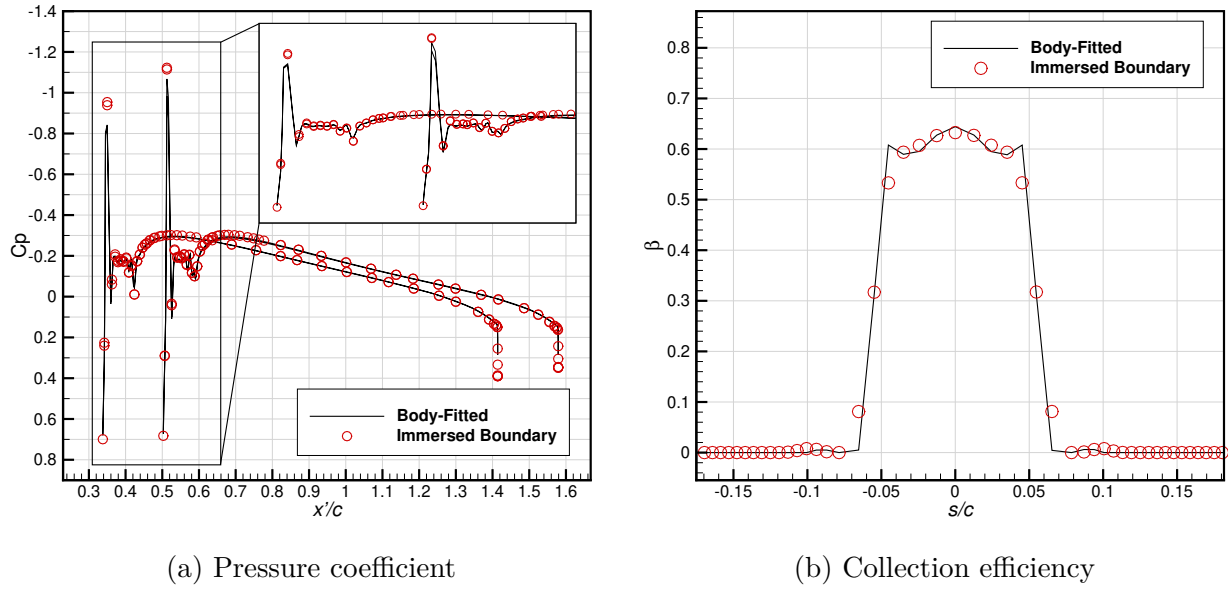 -1.4
-1.2
-1
-0.8
-0.6
-0.4
-0.2
0
0.2
0.4
0.6
0.8
Cp
Body-Fitted
Immersed Boundary
0.3 0.4 0.5 0.6 0.7 0.8 0.9 1 1.1 1.2 1.3 1.4 1.5 1.6
x'/c
(a) Pressure coefficient
0.8
0.7
0.6
0.5
0.4
0.3
0.2
0.1
0
β
Body-Fitted
Immersed Boundary
-0.15 -0.1 -0.05 0 0.05 0.1 0.15
s/c
(b) Collection efficiency